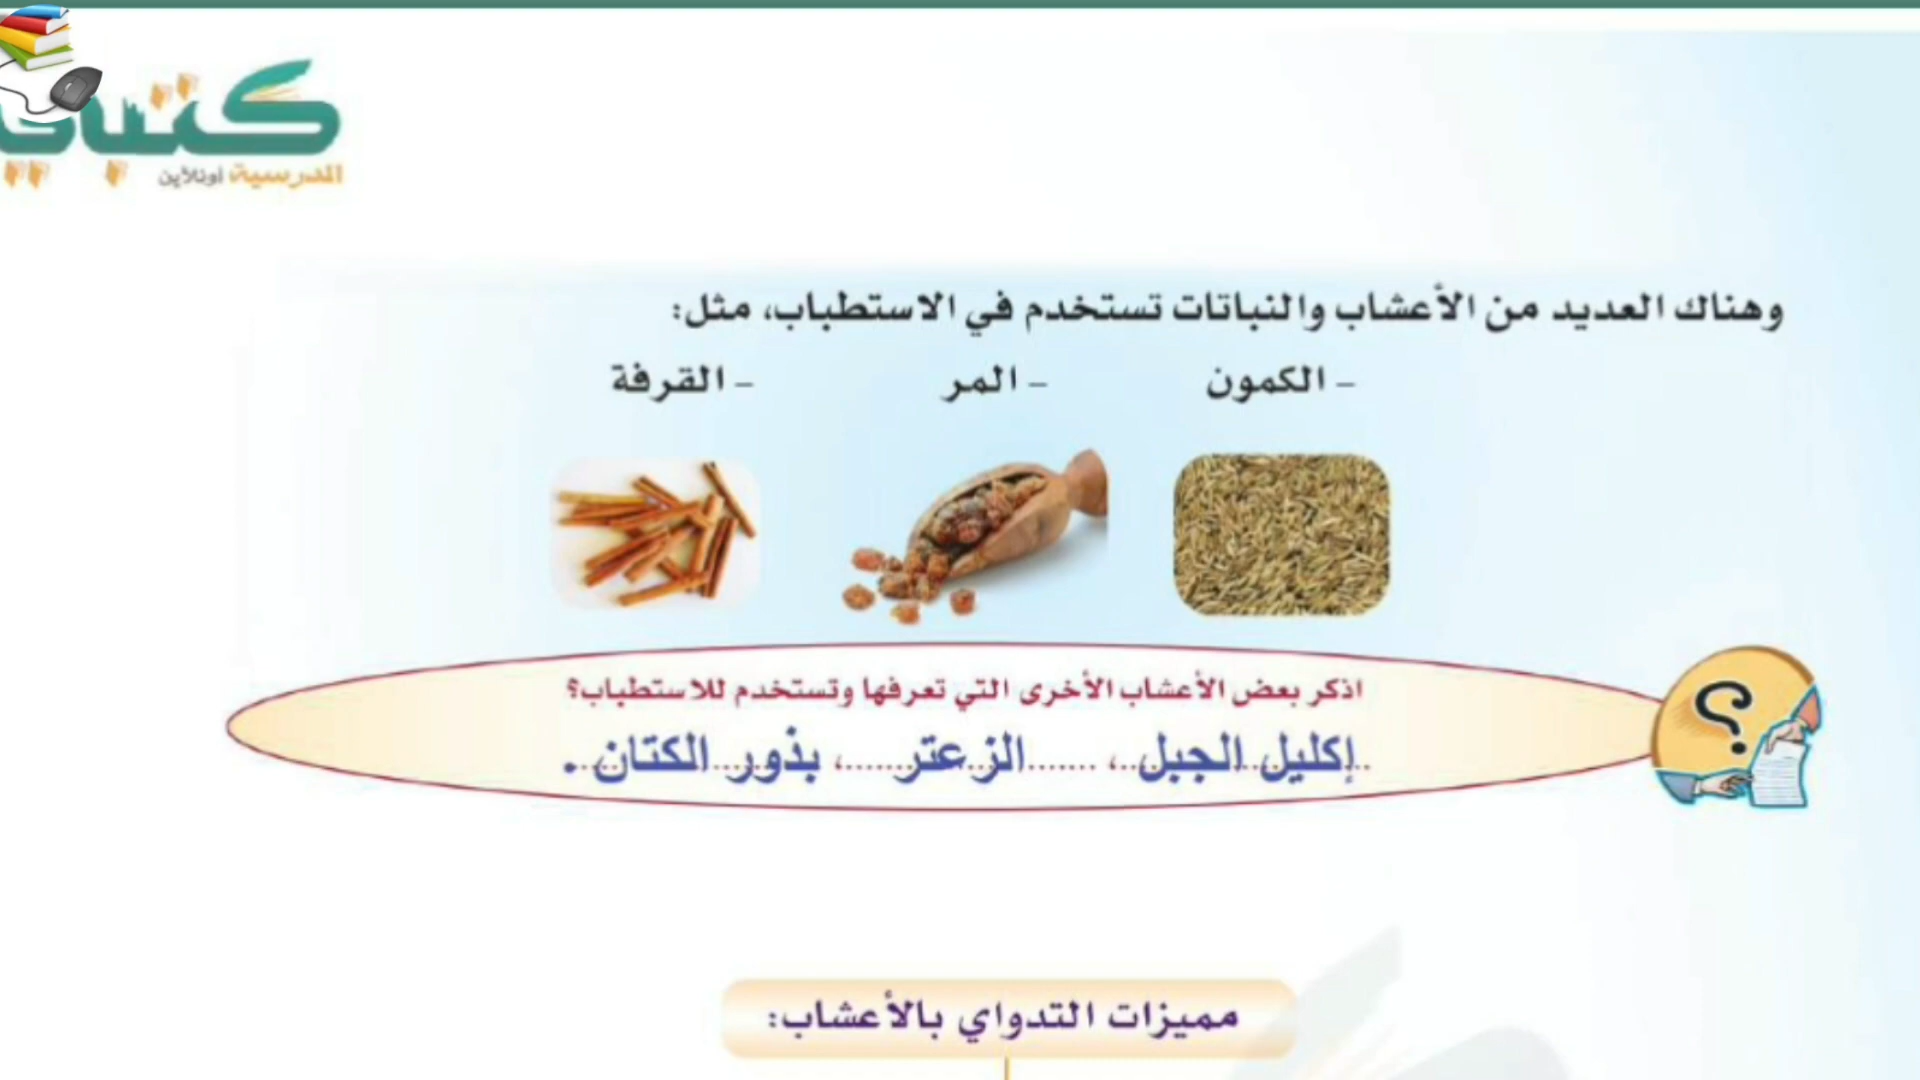 كتبي
المدرسية اونلاين
وهناك العديد من الأعشاب والنباتات تستخدم في الاستطباب، مثل:
- الكمون - المر - القرفة
اذكر بعض الأعشاب الأخرى التي تعرفها وتستخدم للاستطباب؟
..إكليل..الجبل..، .......الزعتر......، بذور..الكتان..
؟
مميزات التدواي بالأعشاب: